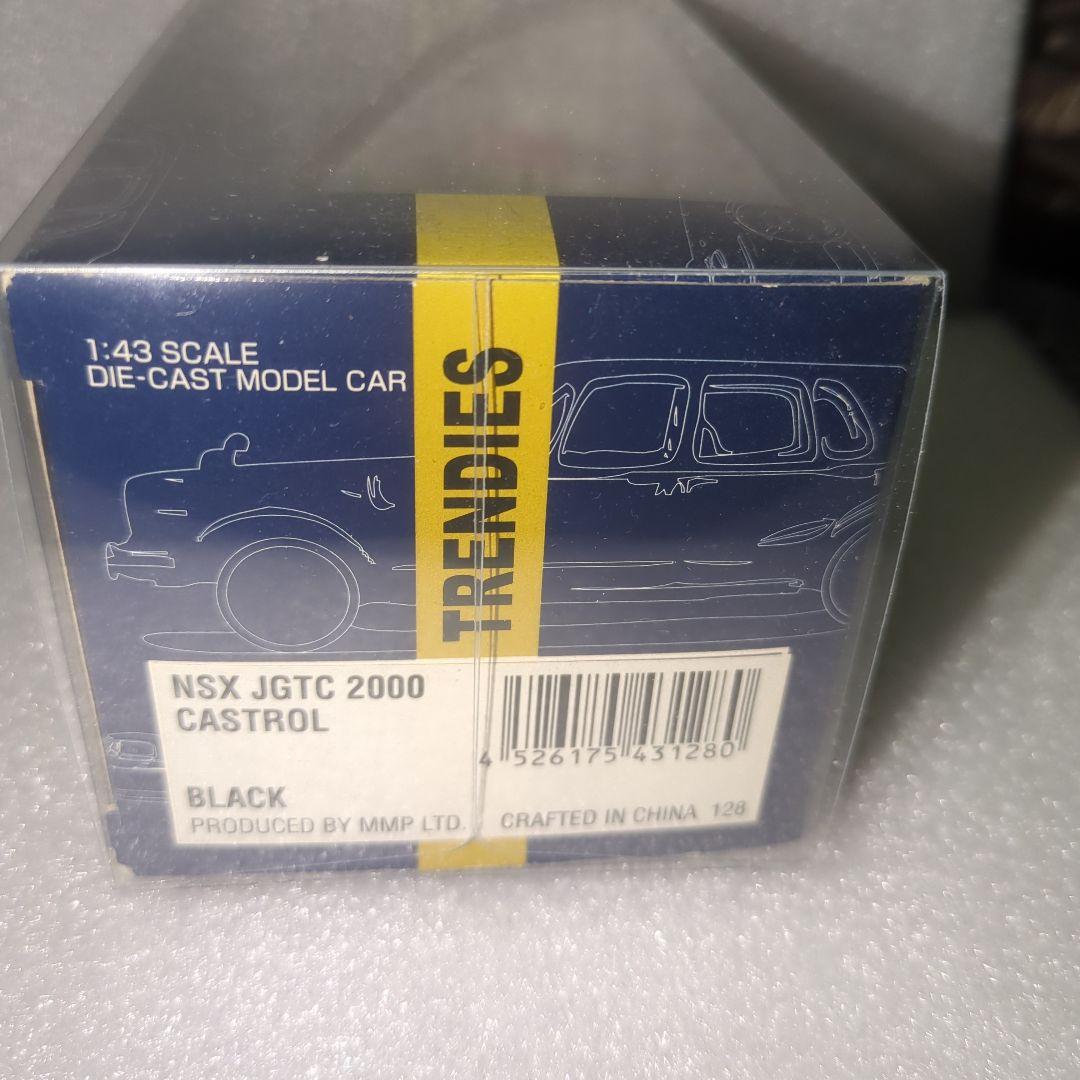 1:43 SCALE
DIE-CAST MODEL CAR
TRENDIES
NSX JGTC 2000
CASTROL
4 526175 431280
BLACK
PRODUCED BY MMP LTD. CRAFTED IN CHINA 128